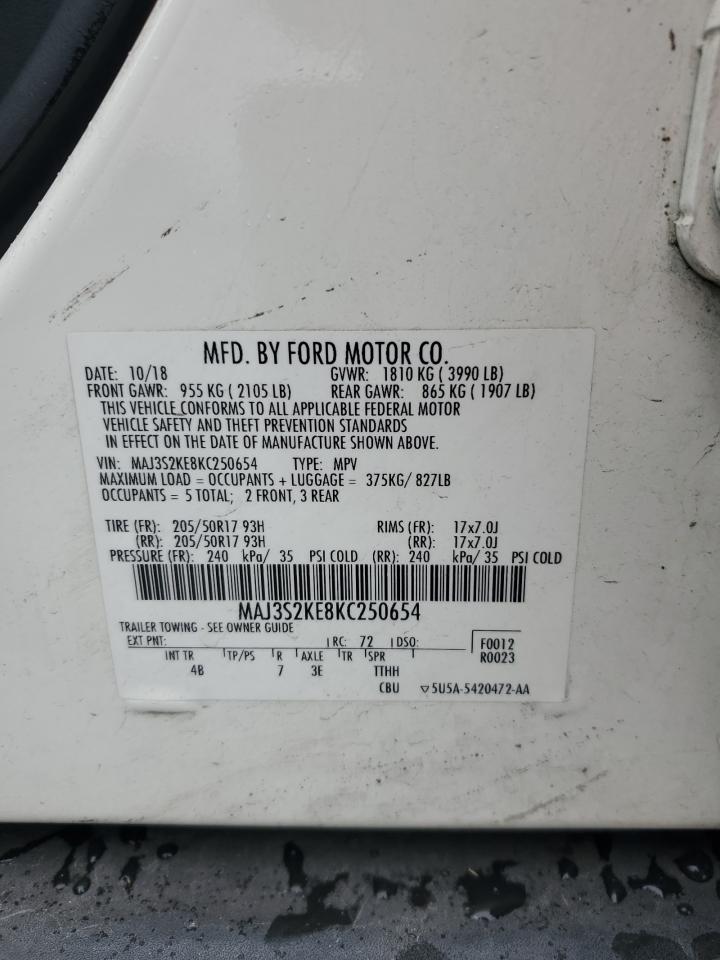 MFD. BY FORD MOTOR CO.
DATE: 10/18 GVWR: 1810 KG ( 3990 LB)
FRONT GAWR: 955 KG ( 2105 LB) REAR GAWR: 865 KG ( 1907 LB)
THIS VEHICLE CONFORMS TO ALL APPLICABLE FEDERAL MOTOR
VEHICLE SAFETY AND THEFT PREVENTION STANDARDS
IN EFFECT ON THE DATE OF MANUFACTURE SHOWN ABOVE.
VIN: MAJ3S2KE8KC250654 TYPE: MPV
MAXIMUM LOAD = OCCUPANTS + LUGGAGE = 375KG/ 827LB
OCCUPANTS = 5 TOTAL; 2 FRONT, 3 REAR
TIRE (FR): 205/50R17 93H RIMS (FR): 17x7.0J
(RR): 205/50R17 93H (RR): 17x7.0J
PRESSURE (FR): 240 kPa/ 35 PSI COLD (RR): 240 kPa/ 35 PSI COLD
MAJ3S2KE8KC250654
TRAILER TOWING - SEE OWNER GUIDE
EXT PNT: RC: 72 DSO: F0012
R0023
INT TR TP/PS R AXLE TR SPR
4B 7 3E TTHH
CBU ▽5U5A-5420472-AA